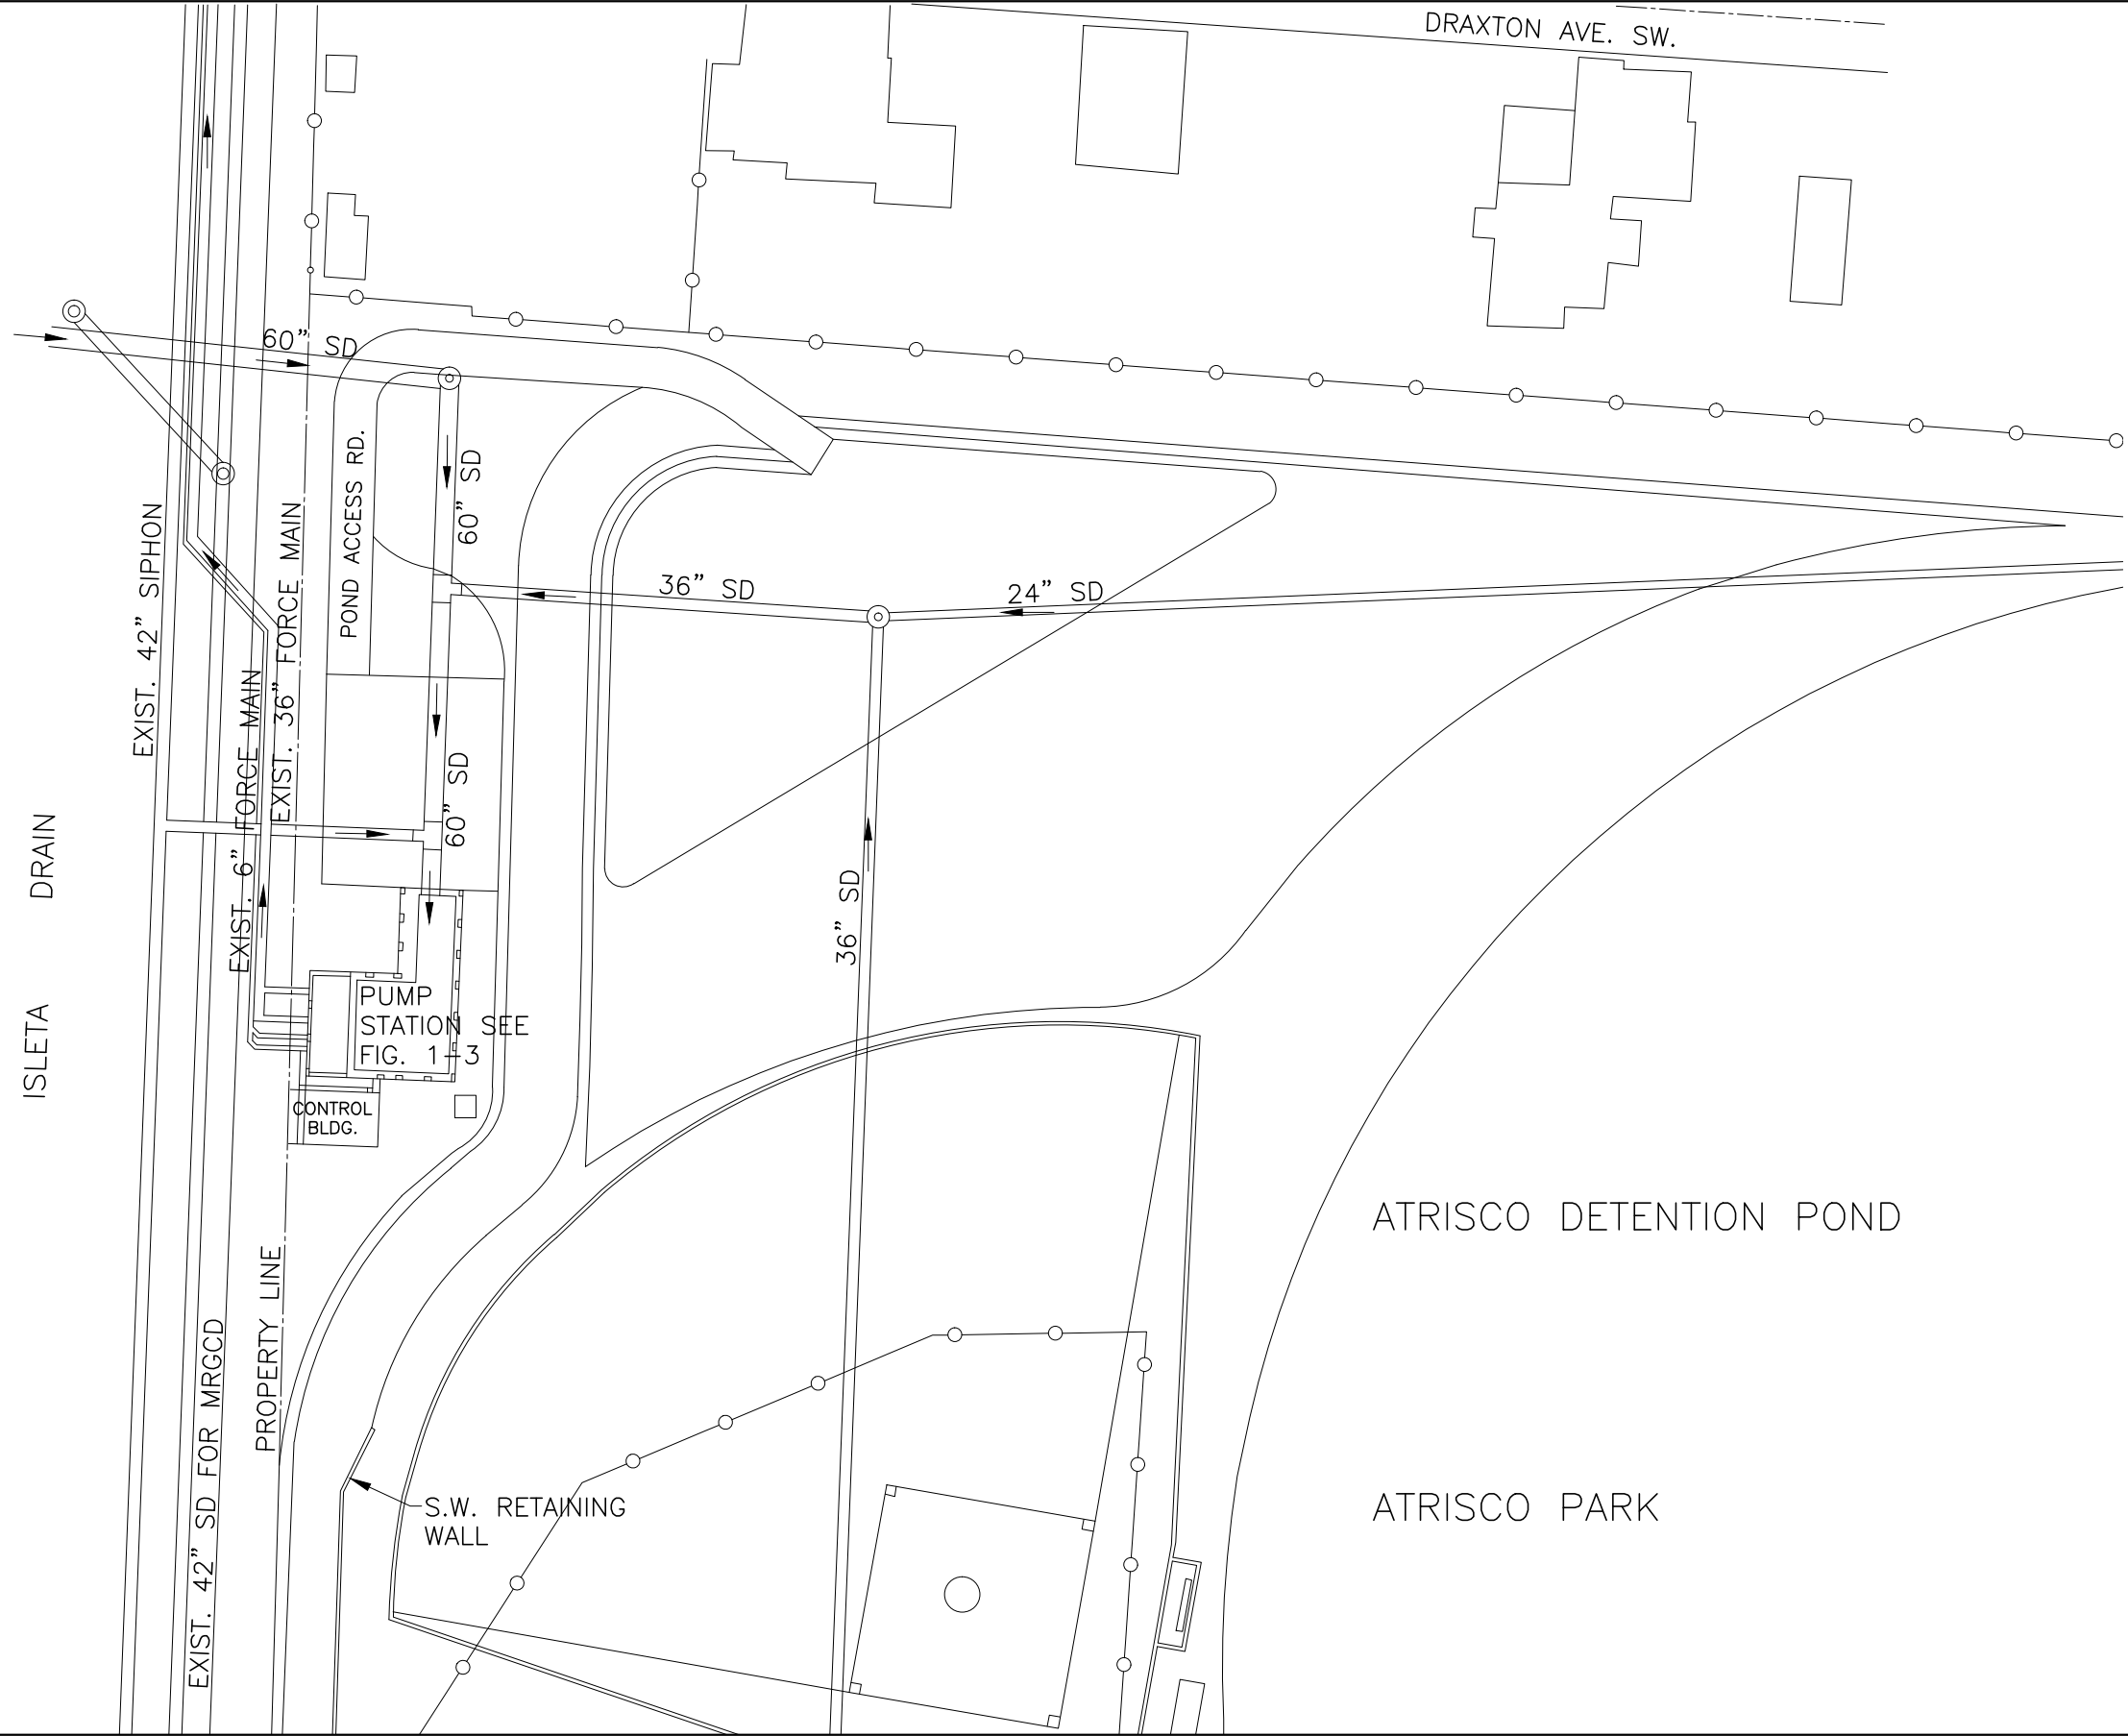 DRAXTON AVE. SW.
60” SD
POND ACCESS RD.
60” SD
EXIST. 42” SIPHON
EXIST. 36” FORCE MAIN
36” SD
24” SD
EXIST. 6” FORCE MAIN
60” SD
ISLETA DRAIN
36” SD
PUMP
STATION SEE
FIG. 1–3
CONTROL
BLDG.
ATRISCO DETENTION POND
PROPERTY LINE
EXIST. 42” SD FOR MRGCD
S.W. RETAINING
WALL
ATRISCO PARK